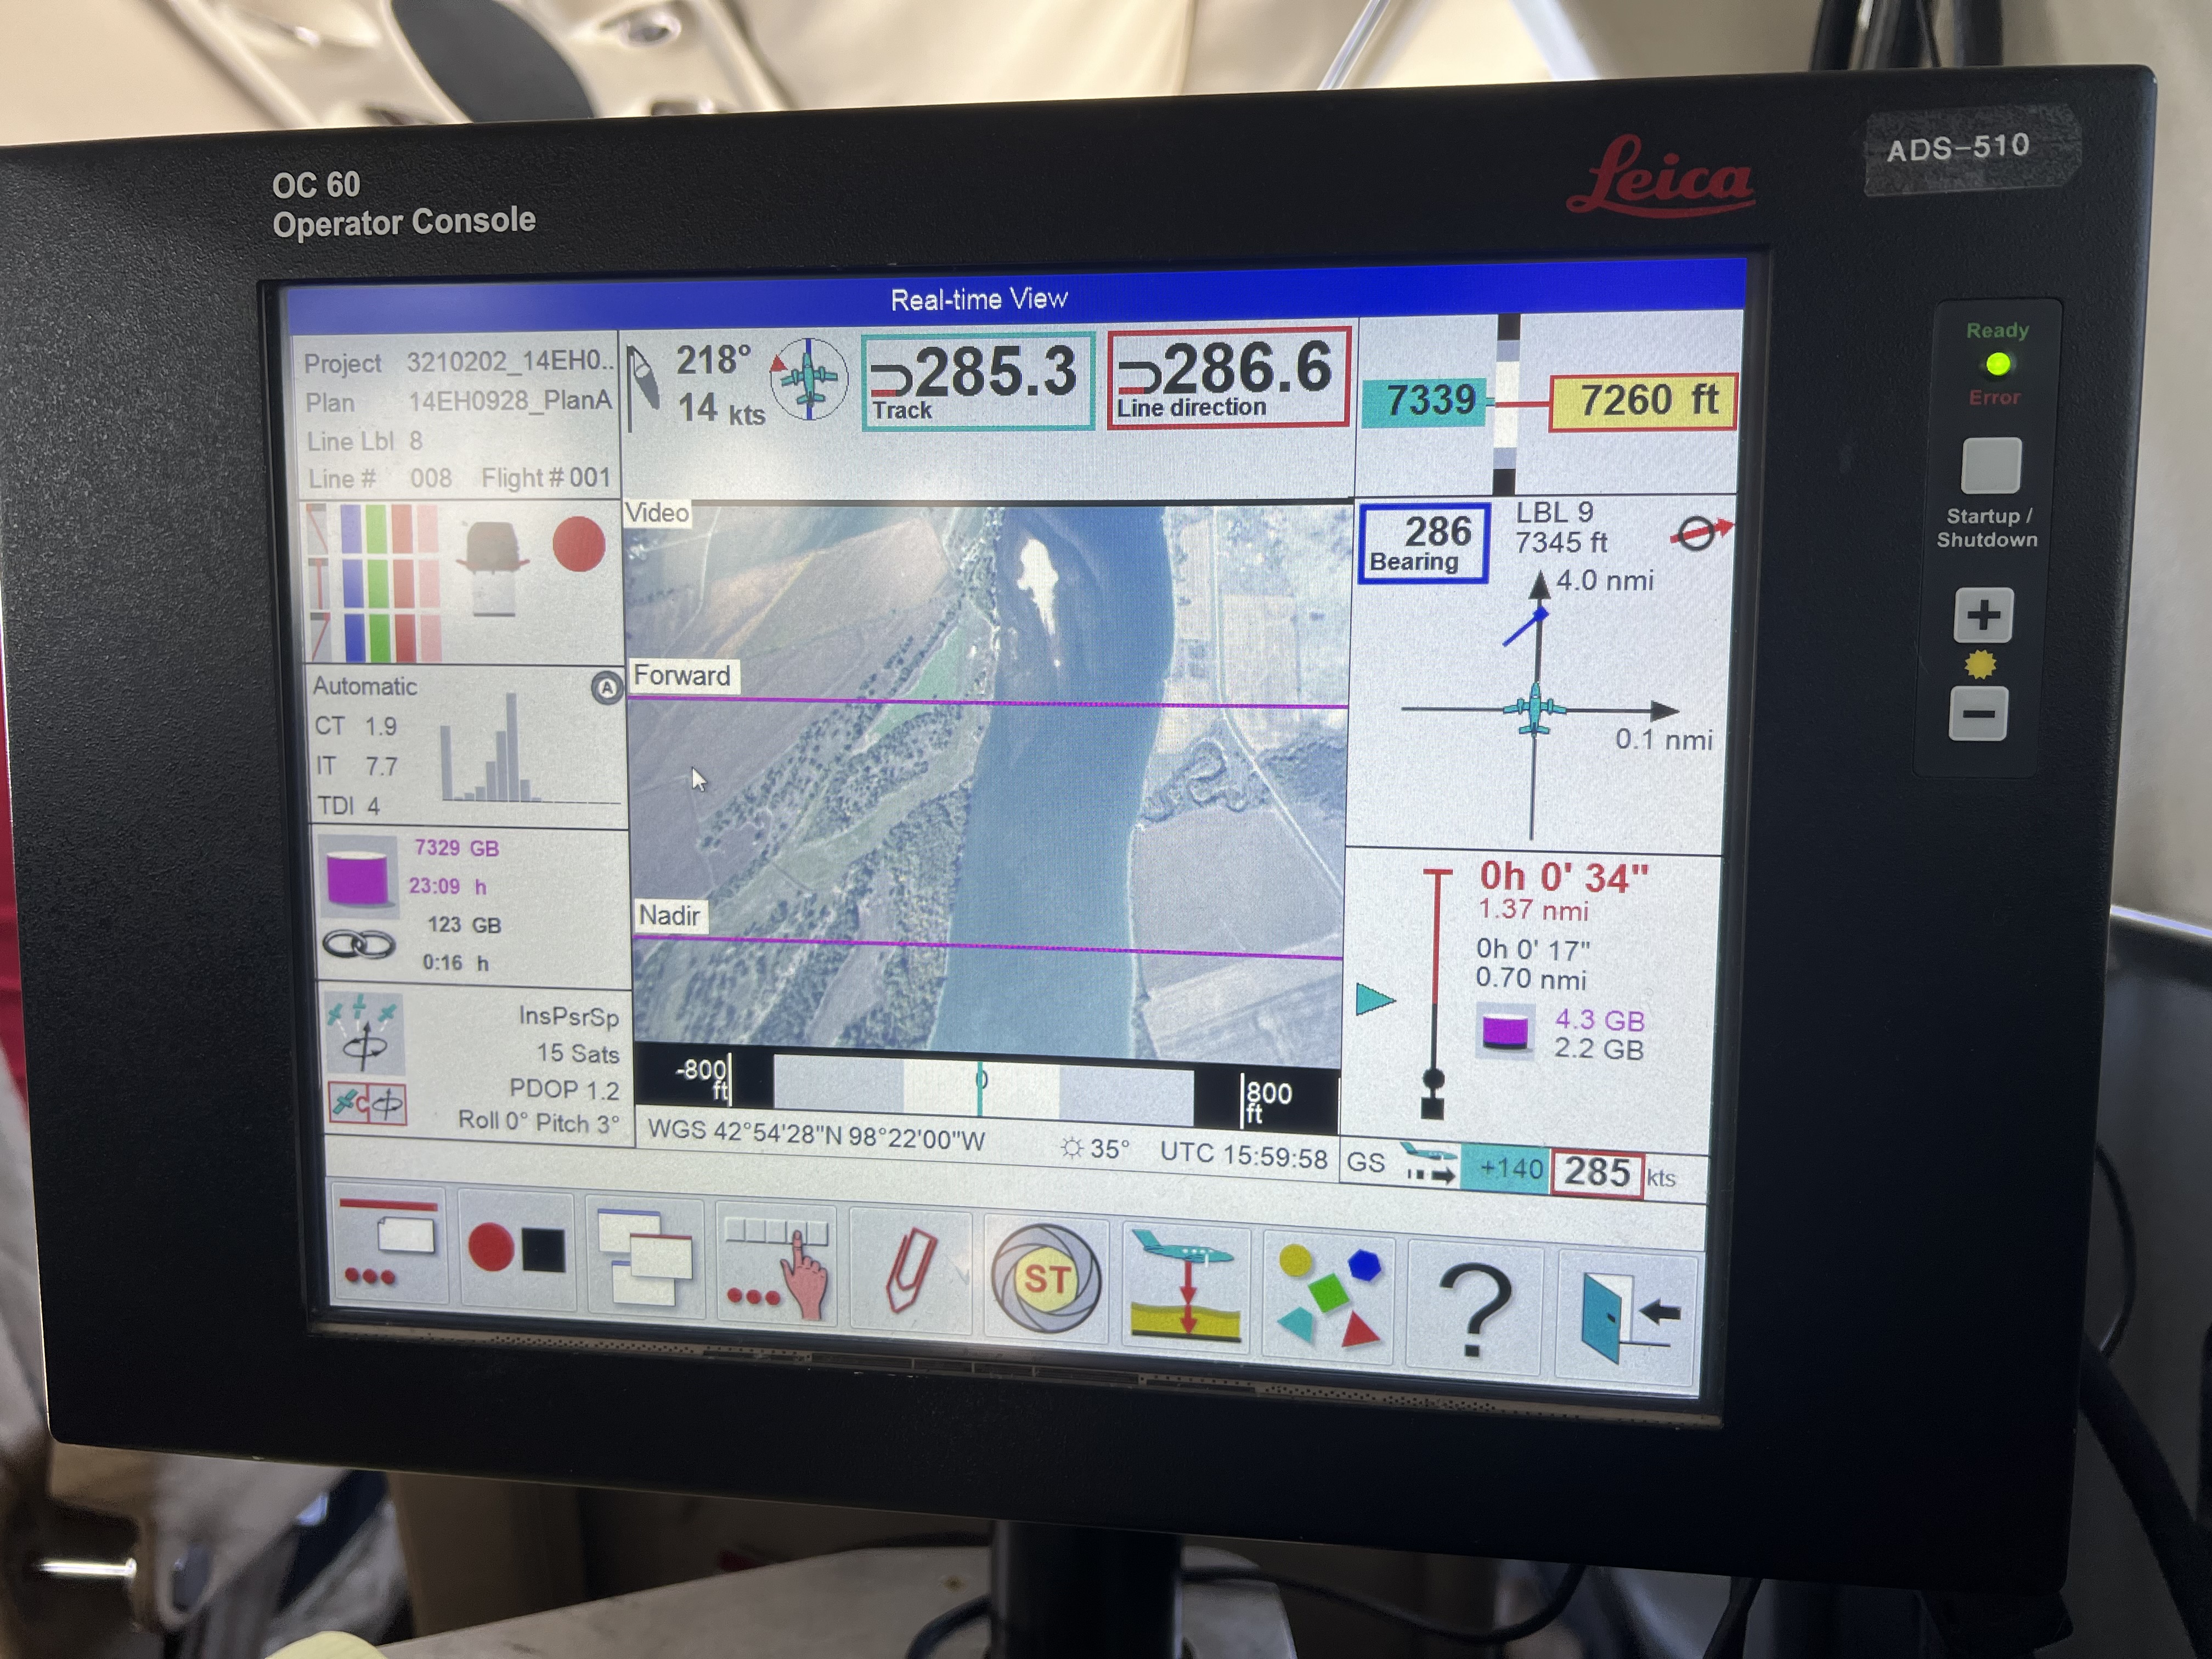 OC 60
Operator Console
Leica
ADS-510
Ready
Error
Startup /
Shutdown
+
−
Real-time View
Project 3210202_14EH0..
Plan 14EH0928_PlanA
Line Lbl 8
Line # 008 Flight # 001
218°
14 kts
285.3
Track
286.6
Line direction
7339
7260 ft
Video
Forward
Nadir
286
Bearing
LBL 9
7345 ft
4.0 nmi
0.1 nmi
Automatic
A
CT 1.9
IT 7.7
TDI 4
7329 GB
23:09 h
123 GB
0:16 h
InsPsrSp
15 Sats
PDOP 1.2
Roll 0° Pitch 3°
C
0h 0' 34"
1.37 nmi
0h 0' 17"
0.70 nmi
4.3 GB
2.2 GB
-800
ft
0
800
ft
WGS 42°54'28"N 98°22'00"W 35° UTC 15:59:58
GS +140 285 kts
ST
?